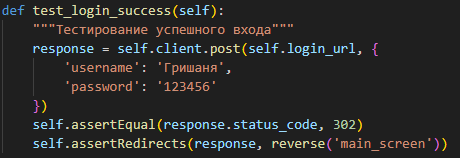 def test_login_success(self):
    """Тестирование успешного входа"""
    response = self.client.post(self.login_url, {
        'username': 'Гришаня',
        'password': '123456'
    })
    self.assertEqual(response.status_code, 302)
    self.assertRedirects(response, reverse('main_screen'))